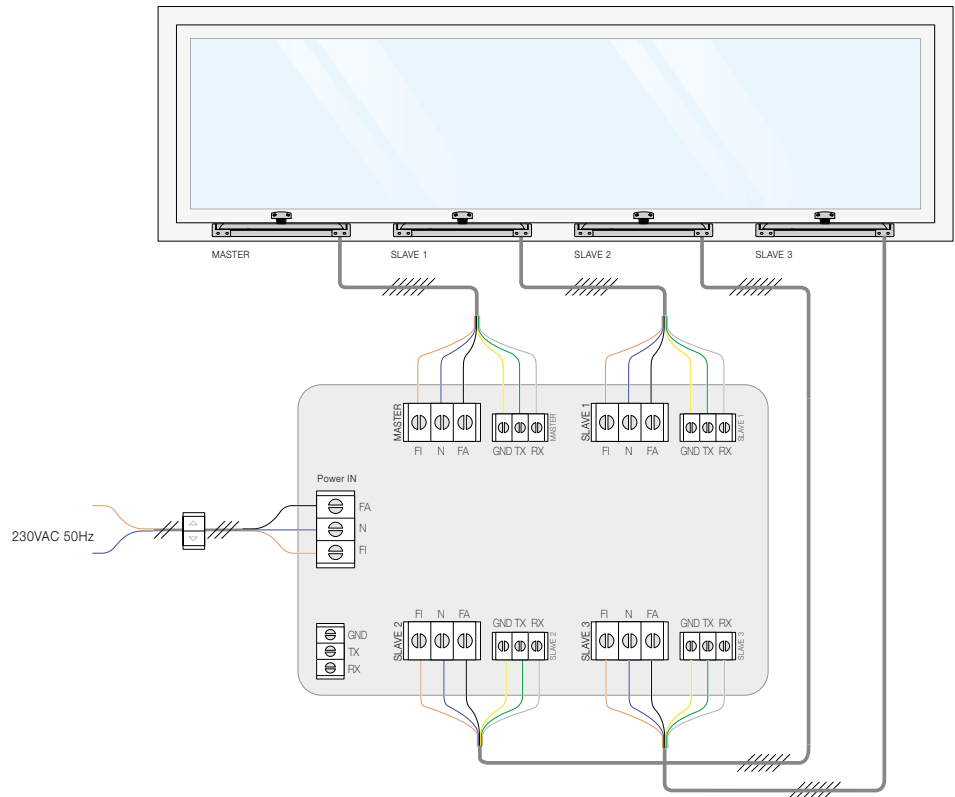 MASTER SLAVE 1 SLAVE 2 SLAVE 3
MASTER
FI N FA
GND TX RX
MASTER
SLAVE 1
FI N FA
GND TX RX
SLAVE 1
Power IN
FA
N
FI
230VAC 50Hz
GND
TX
RX
SLAVE 2
FI N FA
GND TX RX
SLAVE 2
SLAVE 3
FI N FA
GND TX RX
SLAVE 3